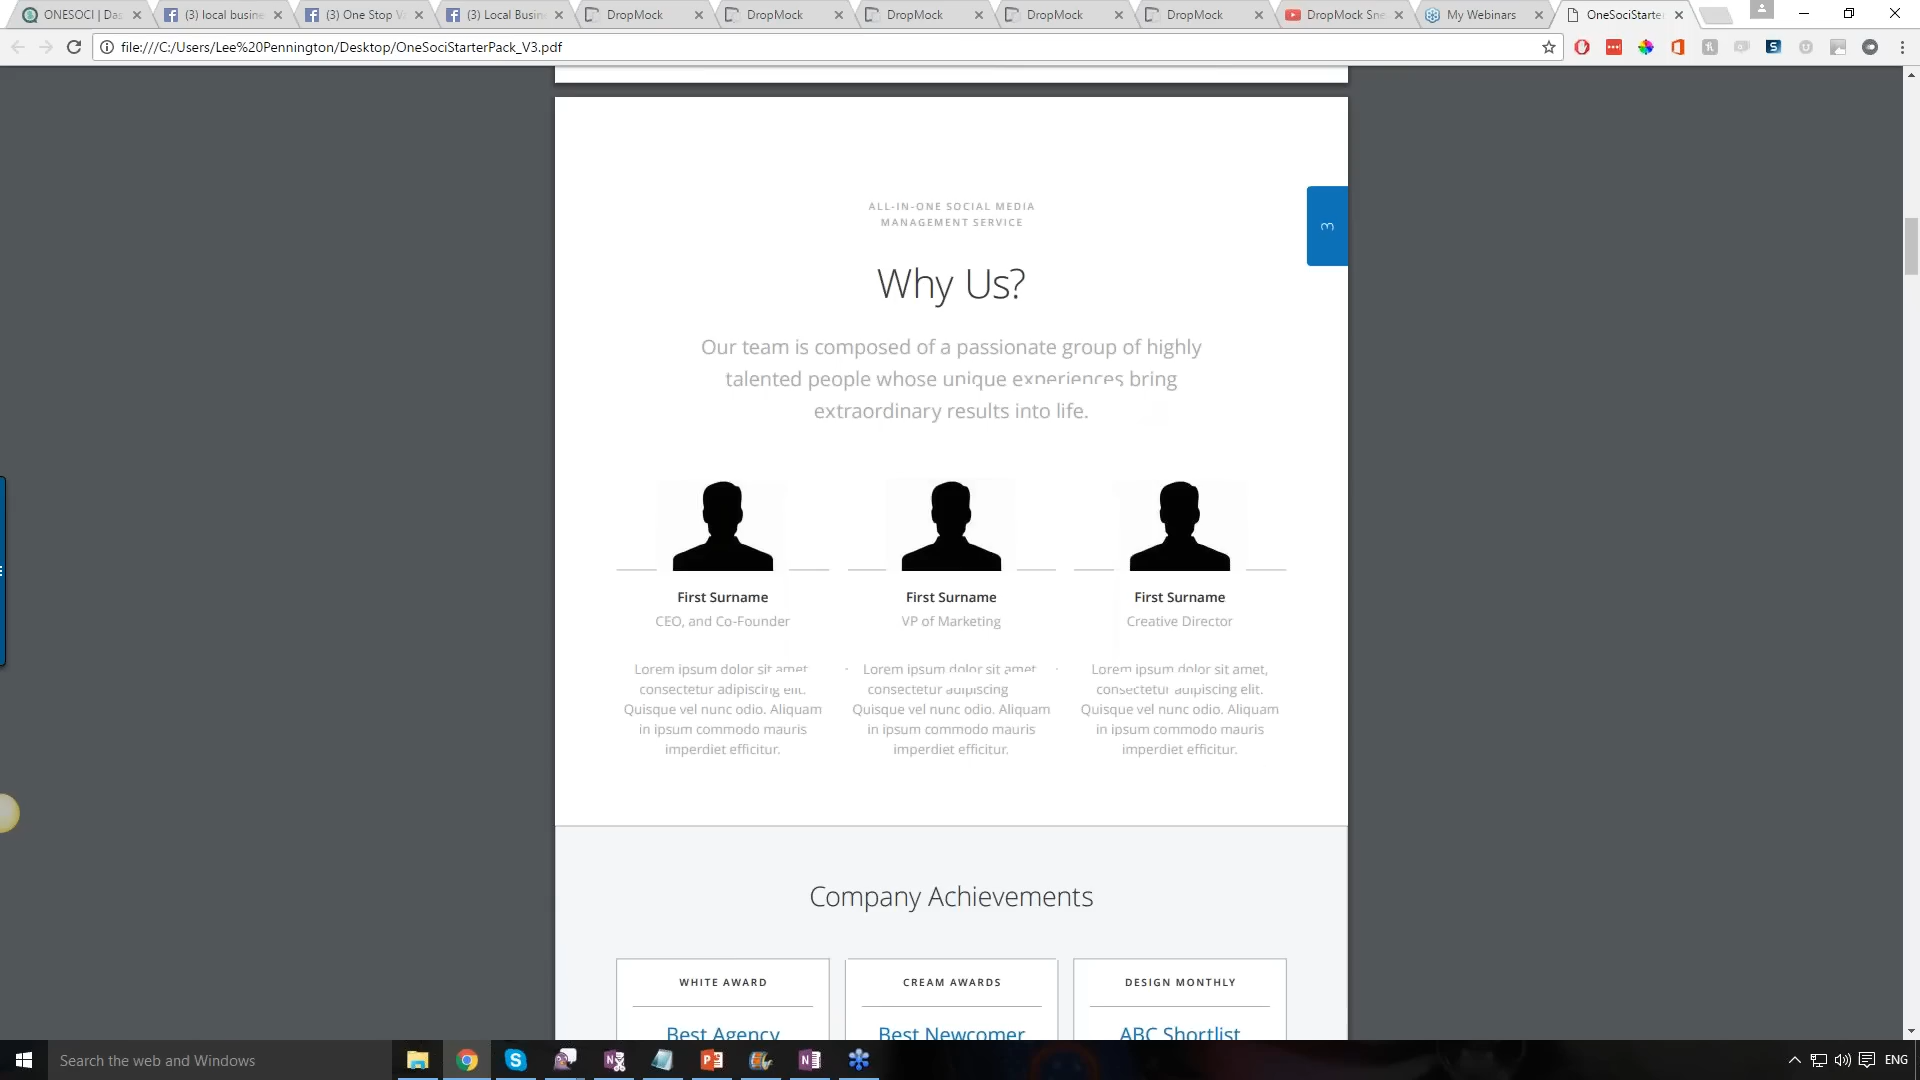 ONESOCI | Das
(3) local busine
(3) One Stop V
(3) Local Busin
DropMock
DropMock
DropMock
DropMock
DropMock
DropMock Sne
My Webinars
OneSociStarter
file:///C:/Users/Lee%20Pennington/Desktop/OneSociStarterPack_V3.pdf
ALL-IN-ONE SOCIAL MEDIA
MANAGEMENT SERVICE
3
Why Us?
Our team is composed of a passionate group of highly
talented people whose unique experiences bring
extraordinary results into life.
First Surname
First Surname
First Surname
CEO, and Co-Founder
VP of Marketing
Creative Director
Lorem ipsum dolor sit amet
consectetur adipiscing elit.
Quisque vel nunc odio. Aliquam
in ipsum commodo mauris
imperdiet efficitur.
Lorem ipsum dolor sit amet
consectetur adipiscing
Quisque vel nunc odio. Aliquam
in ipsum commodo mauris
imperdiet efficitur.
Lorem ipsum dolor sit amet,
consectetur adipiscing elit.
Quisque vel nunc odio. Aliquam
in ipsum commodo mauris
imperdiet efficitur.
Company Achievements
WHITE AWARD
CREAM AWARDS
DESIGN MONTHLY
Best Agency
Best Newcomer
ABC Shortlist
Search the web and Windows
ENG